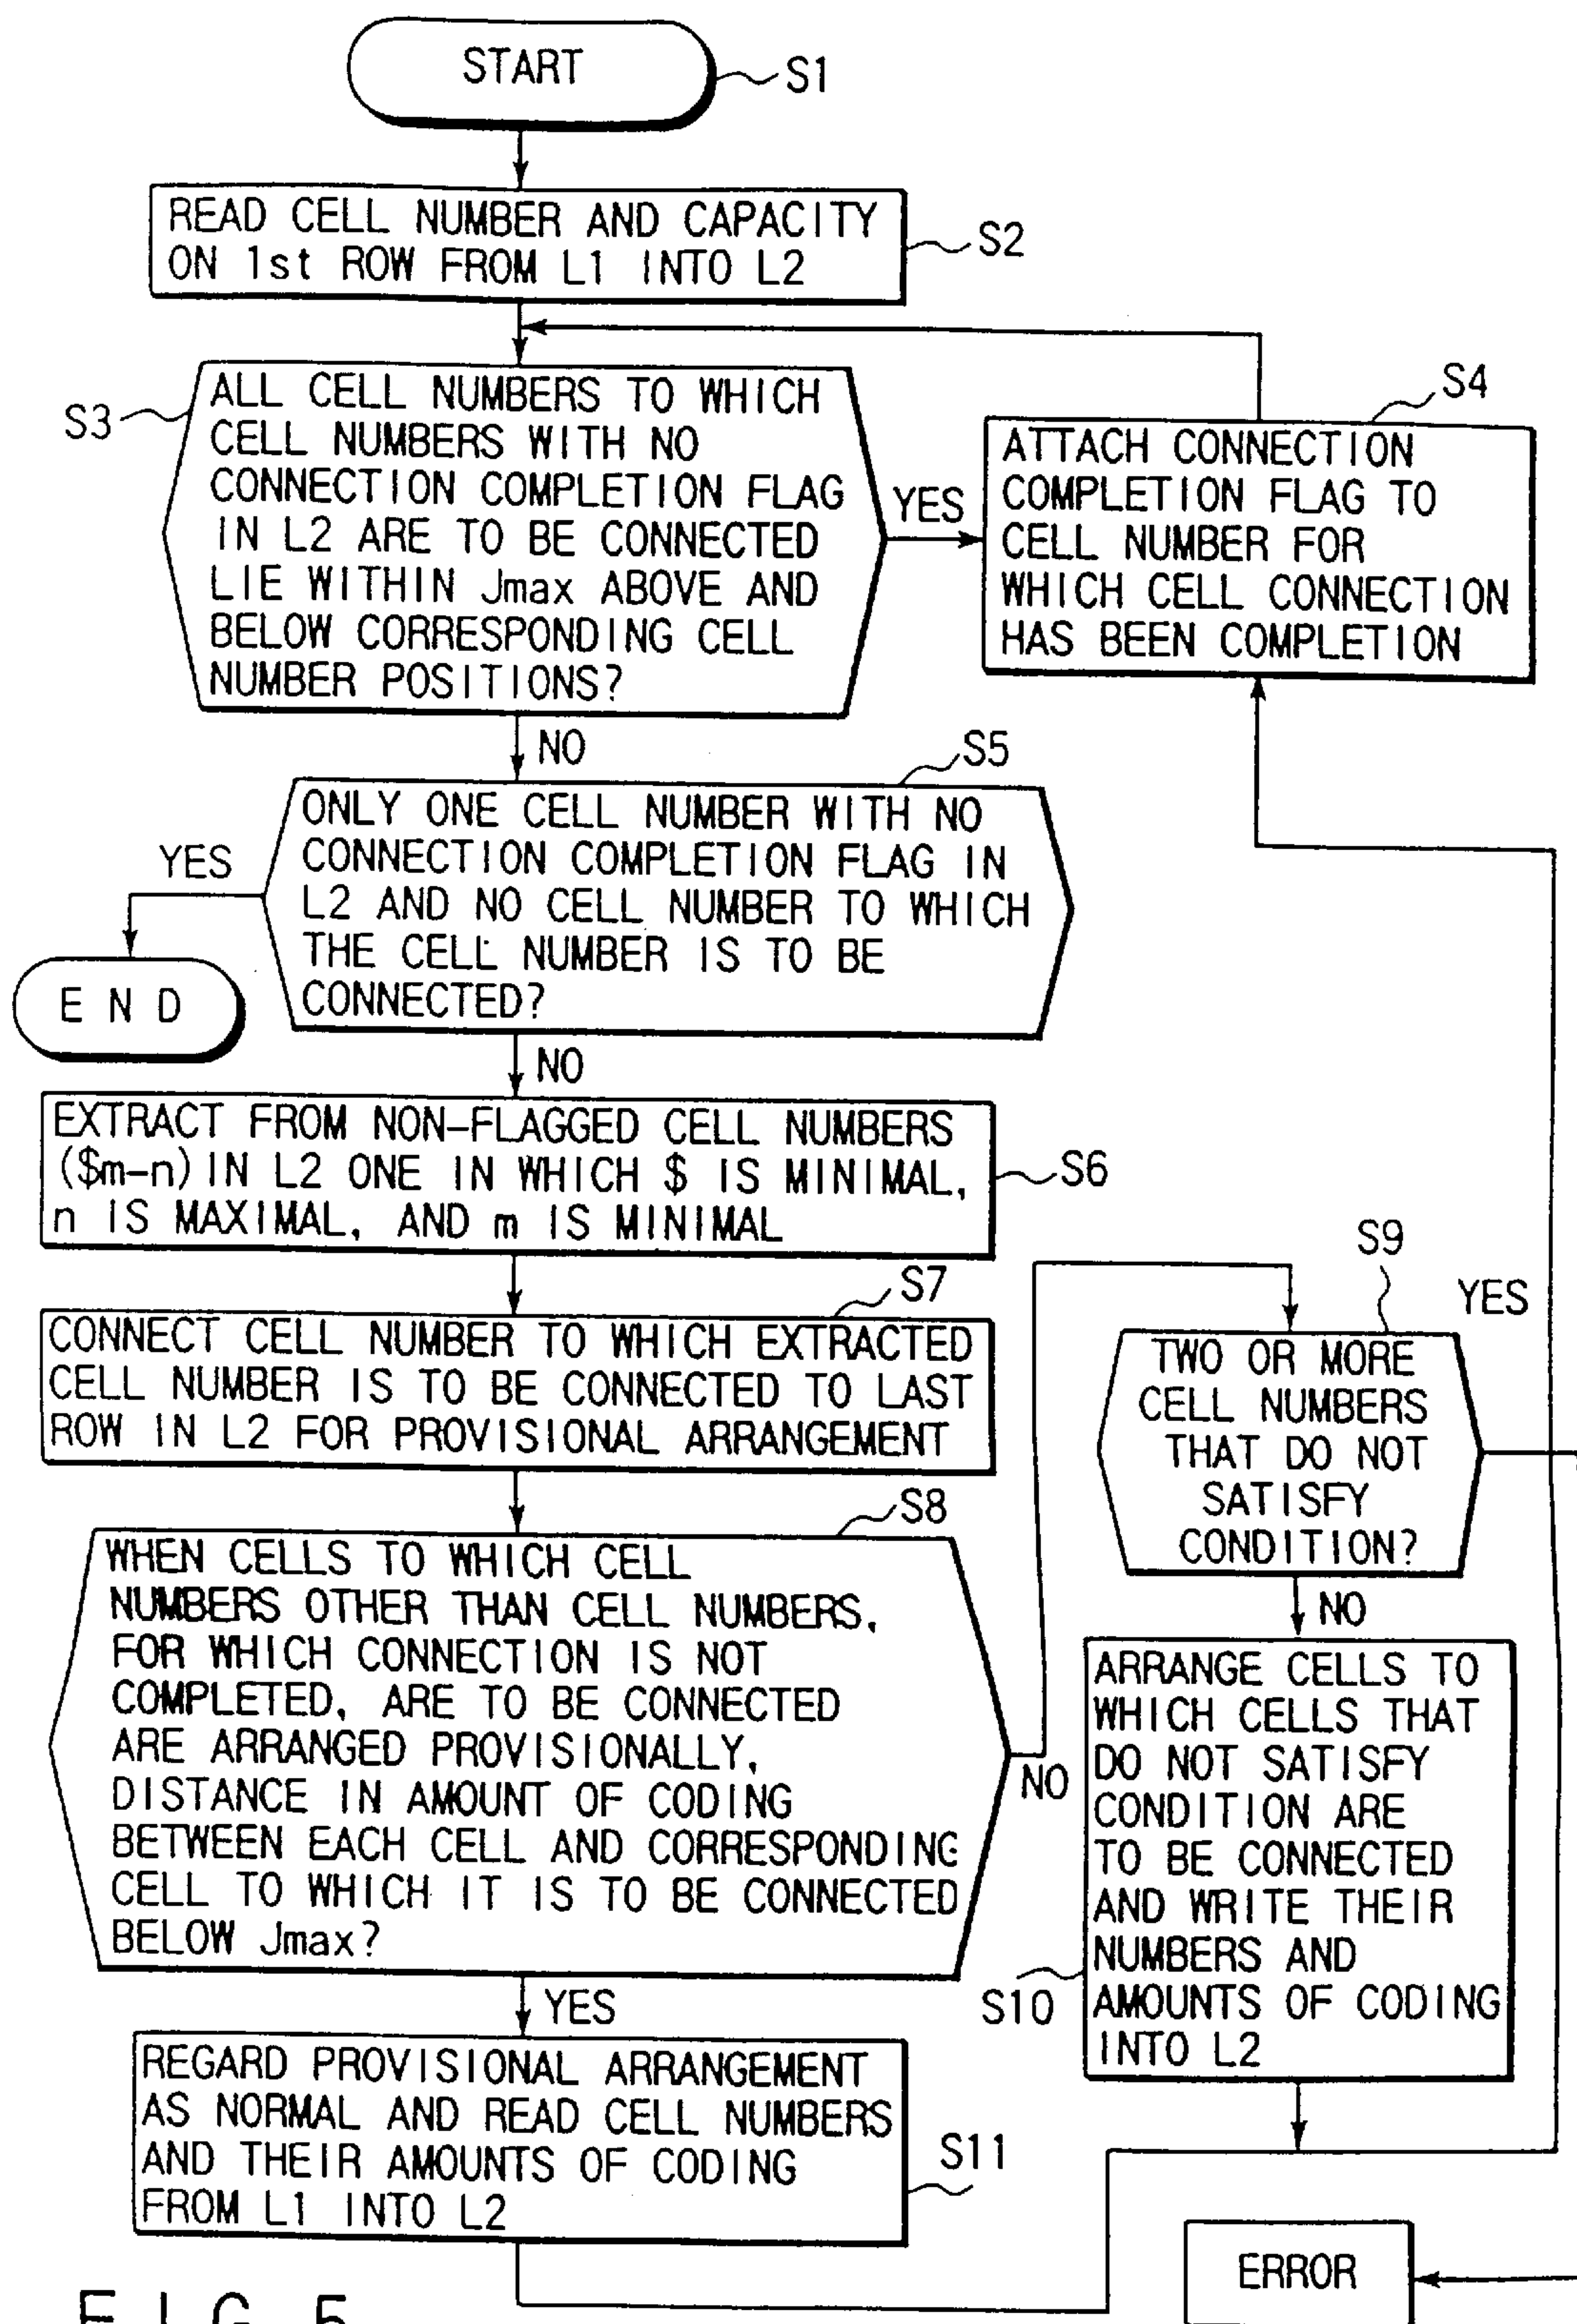 START
S1
READ CELL NUMBER AND CAPACITY
ON 1st ROW FROM L1 INTO L2
S2
S3
ALL CELL NUMBERS TO WHICH
CELL NUMBERS WITH NO
CONNECTION COMPLETION FLAG
IN L2 ARE TO BE CONNECTED
LIE WITHIN Jmax ABOVE AND
BELOW CORRESPONDING CELL
NUMBER POSITIONS?
YES
S4
ATTACH CONNECTION
COMPLETION FLAG TO
CELL NUMBER FOR
WHICH CELL CONNECTION
HAS BEEN COMPLETION
NO
S5
ONLY ONE CELL NUMBER WITH NO
CONNECTION COMPLETION FLAG IN
L2 AND NO CELL NUMBER TO WHICH
THE CELL NUMBER IS TO BE
CONNECTED?
YES
END
NO
EXTRACT FROM NON-FLAGGED CELL NUMBERS
($m-n) IN L2 ONE IN WHICH $ IS MINIMAL,
n IS MAXIMAL, AND m IS MINIMAL
S6
S7
CONNECT CELL NUMBER TO WHICH EXTRACTED
CELL NUMBER IS TO BE CONNECTED TO LAST
ROW IN L2 FOR PROVISIONAL ARRANGEMENT
S8
WHEN CELLS TO WHICH CELL
NUMBERS OTHER THAN CELL NUMBERS,
FOR WHICH CONNECTION IS NOT
COMPLETED, ARE TO BE CONNECTED
ARE ARRANGED PROVISIONALLY,
DISTANCE IN AMOUNT OF CODING
BETWEEN EACH CELL AND CORRESPONDING
CELL TO WHICH IT IS TO BE CONNECTED
BELOW Jmax?
NO
S9
YES
TWO OR MORE
CELL NUMBERS
THAT DO NOT
SATISFY
CONDITION?
NO
S10
ARRANGE CELLS TO
WHICH CELLS THAT
DO NOT SATISFY
CONDITION ARE
TO BE CONNECTED
AND WRITE THEIR
NUMBERS AND
AMOUNTS OF CODING
INTO L2
YES
REGARD PROVISIONAL ARRANGEMENT
AS NORMAL AND READ CELL NUMBERS
AND THEIR AMOUNTS OF CODING
FROM L1 INTO L2
S11
ERROR
FIG. 5